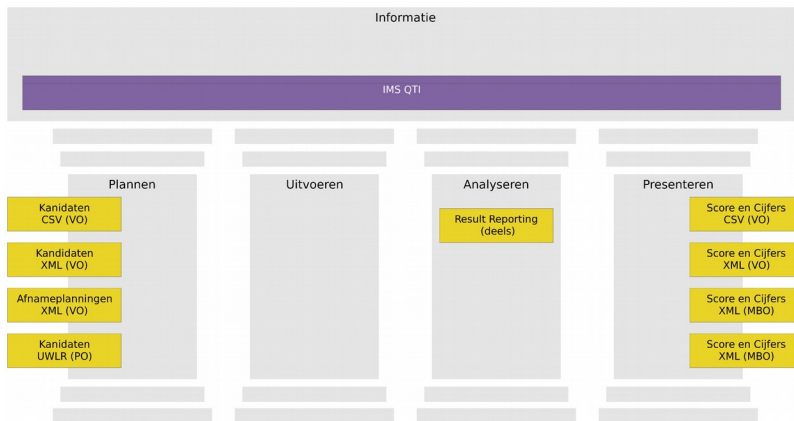 Informatie
IMS QTI
Plannen
Uitvoeren
Analyseren
Presenteren
Kanidaten
CSV (VO)
Kandidaten
XML (VO)
Afnameplanningen
XML (VO)
Kanidaten
UWLR (PO)
Result Reporting
(deels)
Score en Cijfers
CSV (VO)
Score en Cijfers
XML (VO)
Score en Cijfers
XML (MBO)
Score en Cijfers
XML (MBO)